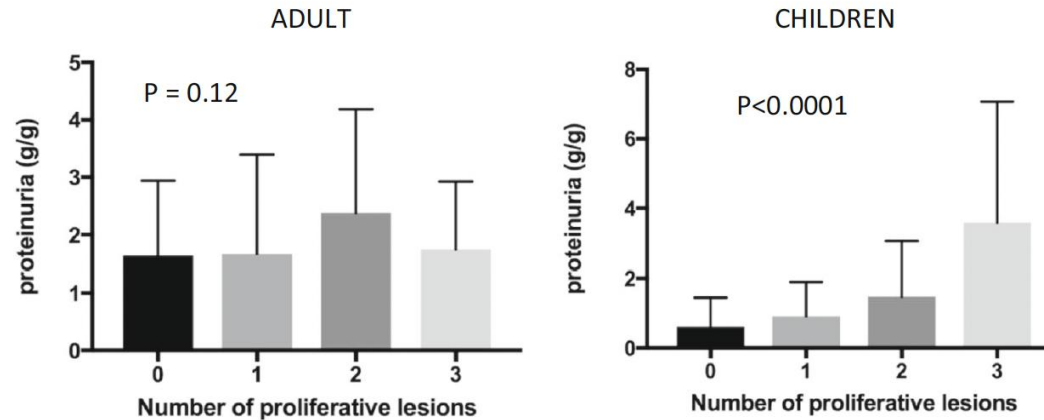 ADULT
P = 0.12
proteinuria (g/g)
5
4
3
2
1
0
0 1 2 3
Number of proliferative lesions
CHILDREN
P<0.0001
proteinuria (g/g)
8
6
4
2
0
0 1 2 3
Number of proliferative lesions